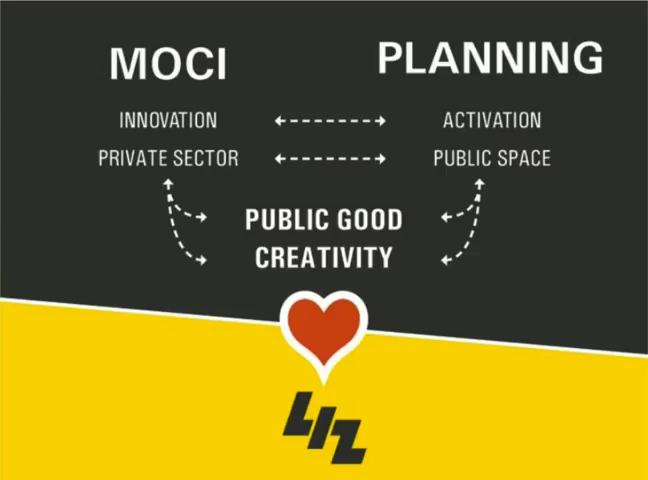 MOCI PLANNING
INNOVATION ACTIVATION
PRIVATE SECTOR PUBLIC SPACE
PUBLIC GOOD
CREATIVITY
LIZ